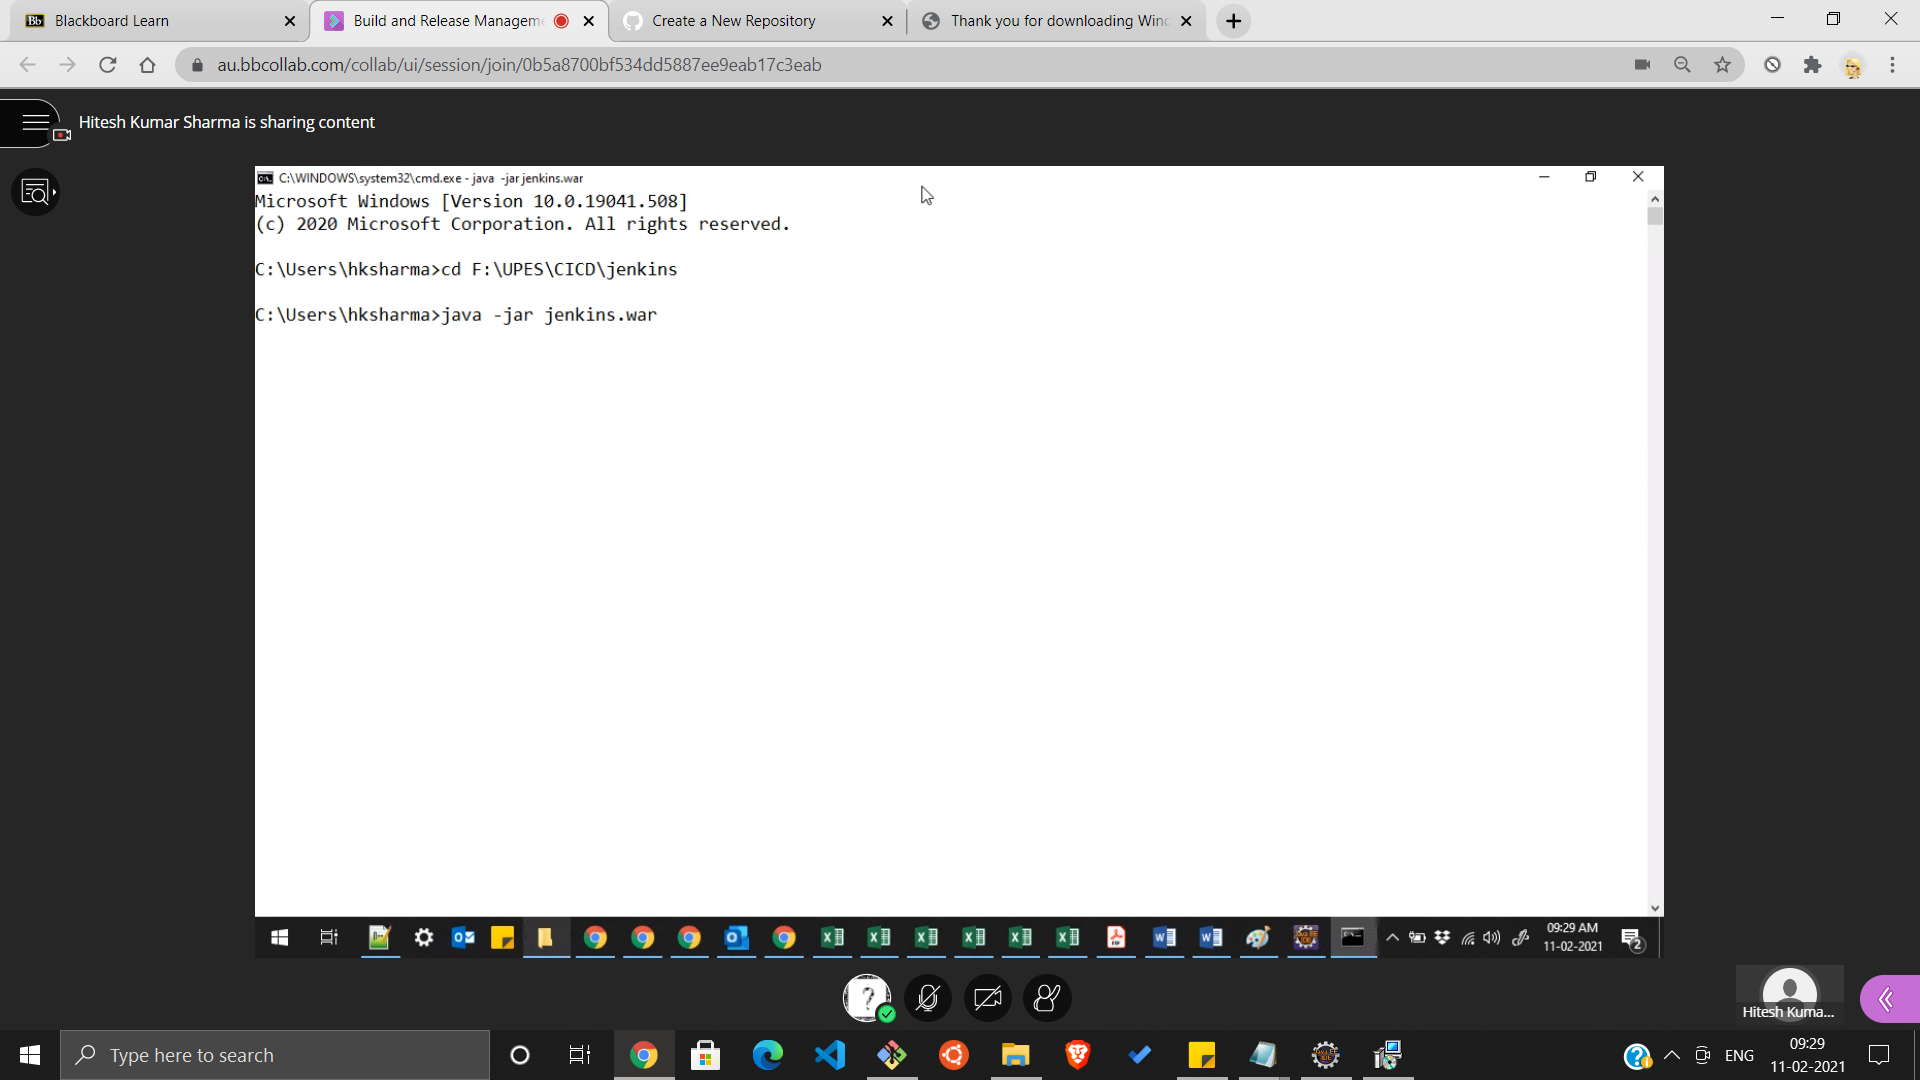 Blackboard Learn
Build and Release Managem
Create a New Repository
Thank you for downloading Win
au.bbcollab.com/collab/ui/session/join/0b5a8700bf534dd5887ee9eab17c3eab
Hitesh Kumar Sharma is sharing content
C:\WINDOWS\system32\cmd.exe - java -jar jenkins.war
Microsoft Windows [Version 10.0.19041.508]
(c) 2020 Microsoft Corporation. All rights reserved.
C:\Users\hksharma>cd F:\UPES\CICD\jenkins
C:\Users\hksharma>java -jar jenkins.war
09:29 AM
11-02-2021
2
Hitesh Kuma...
Type here to search
ENG
09:29
11-02-2021